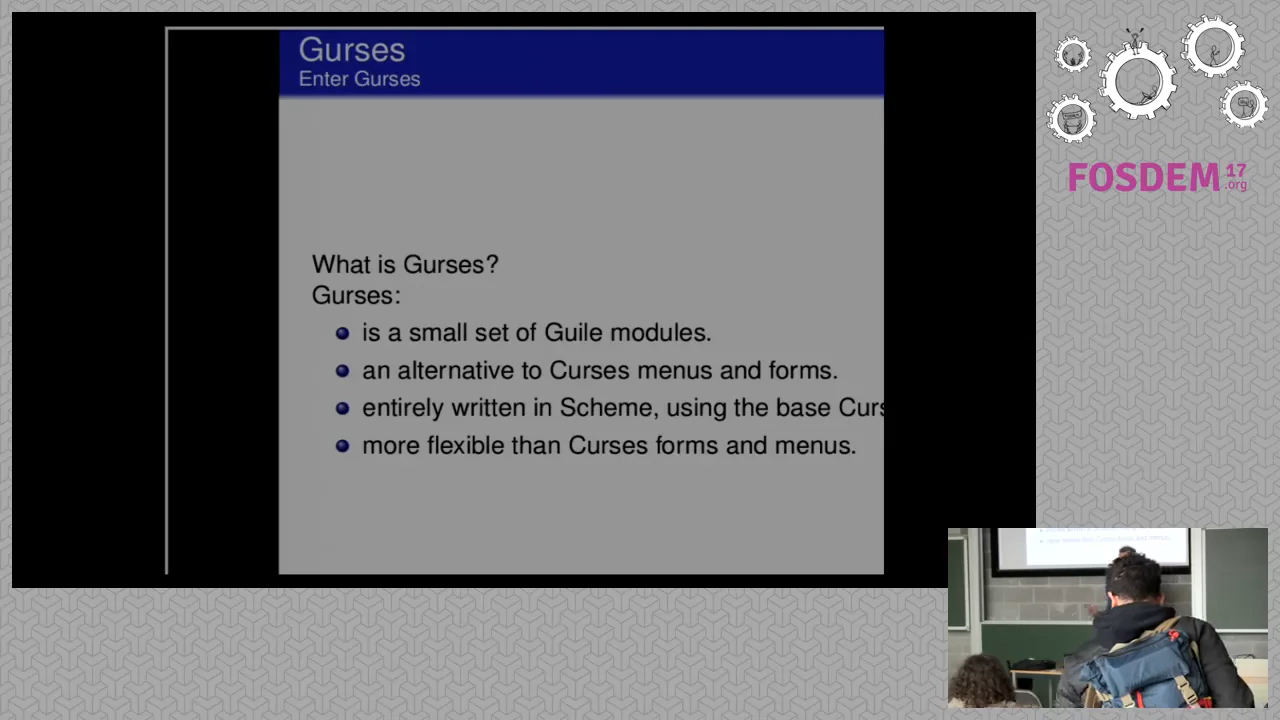 Gurses
Enter Gurses
What is Gurses?
Gurses:
is a small set of Guile modules.
an alternative to Curses menus and forms.
entirely written in Scheme, using the base Curs
more flexible than Curses forms and menus.
FOSDEM 17
.org